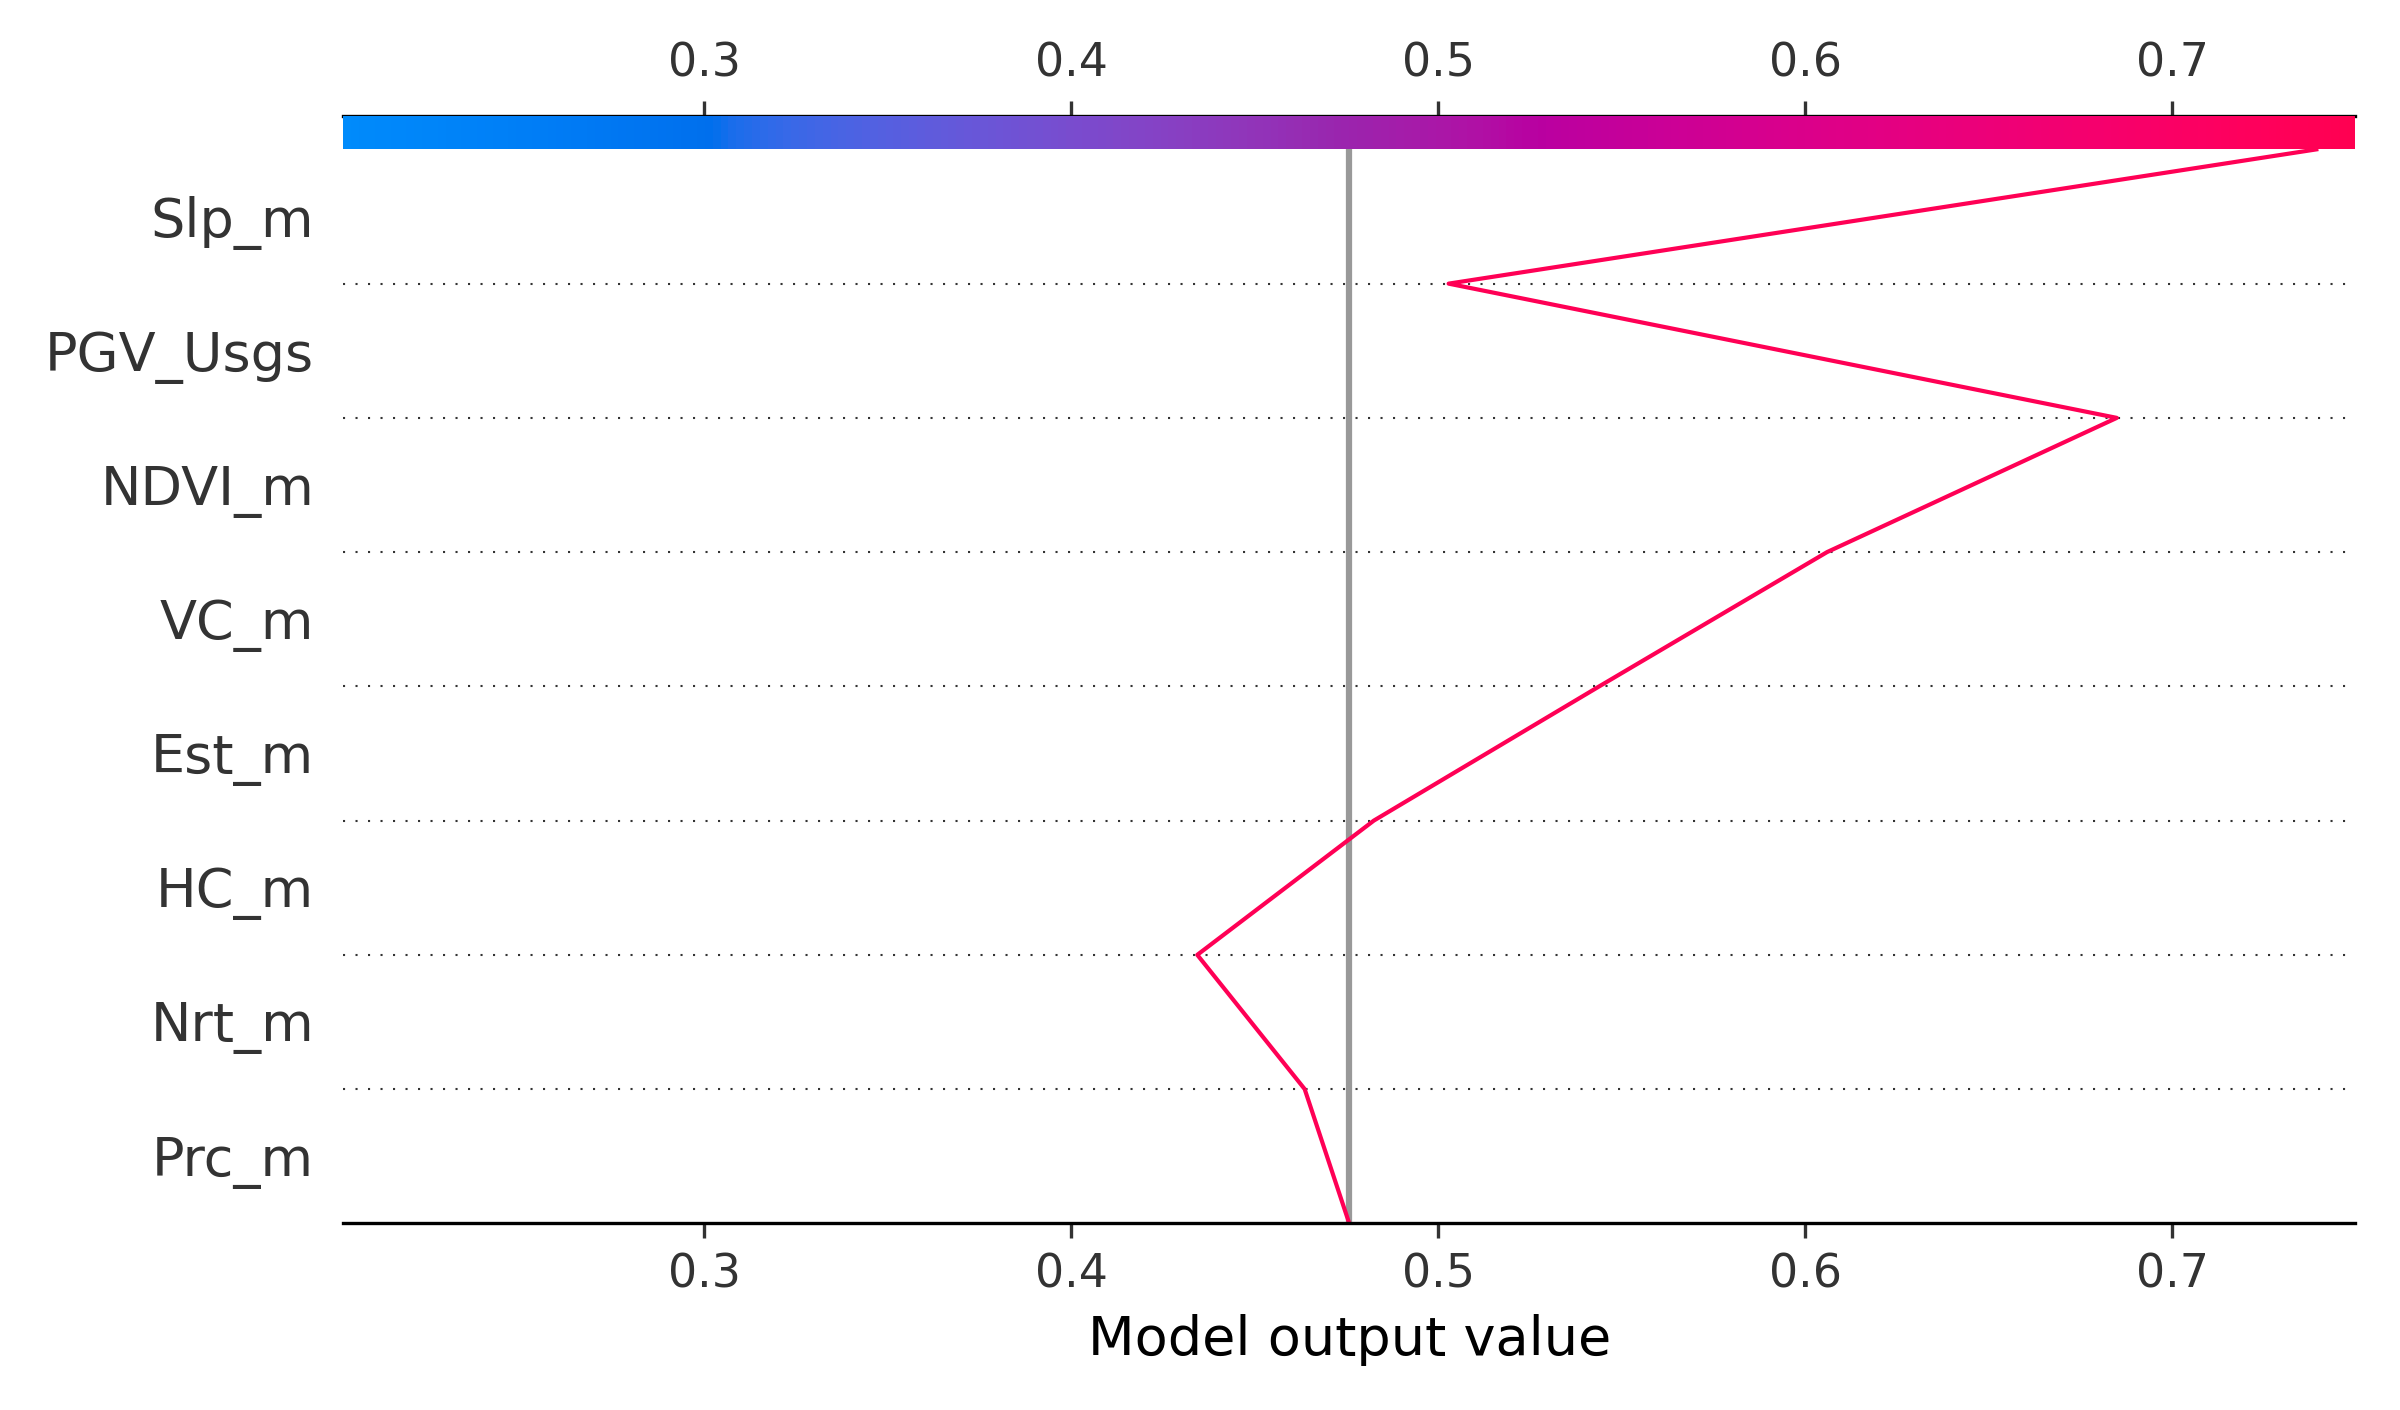 0.3 0.4 0.5 0.6 0.7
Slp_m
PGV_Usgs
NDVI_m
VC_m
Est_m
HC_m
Nrt_m
Prc_m
0.3 0.4 0.5 0.6 0.7
Model output value